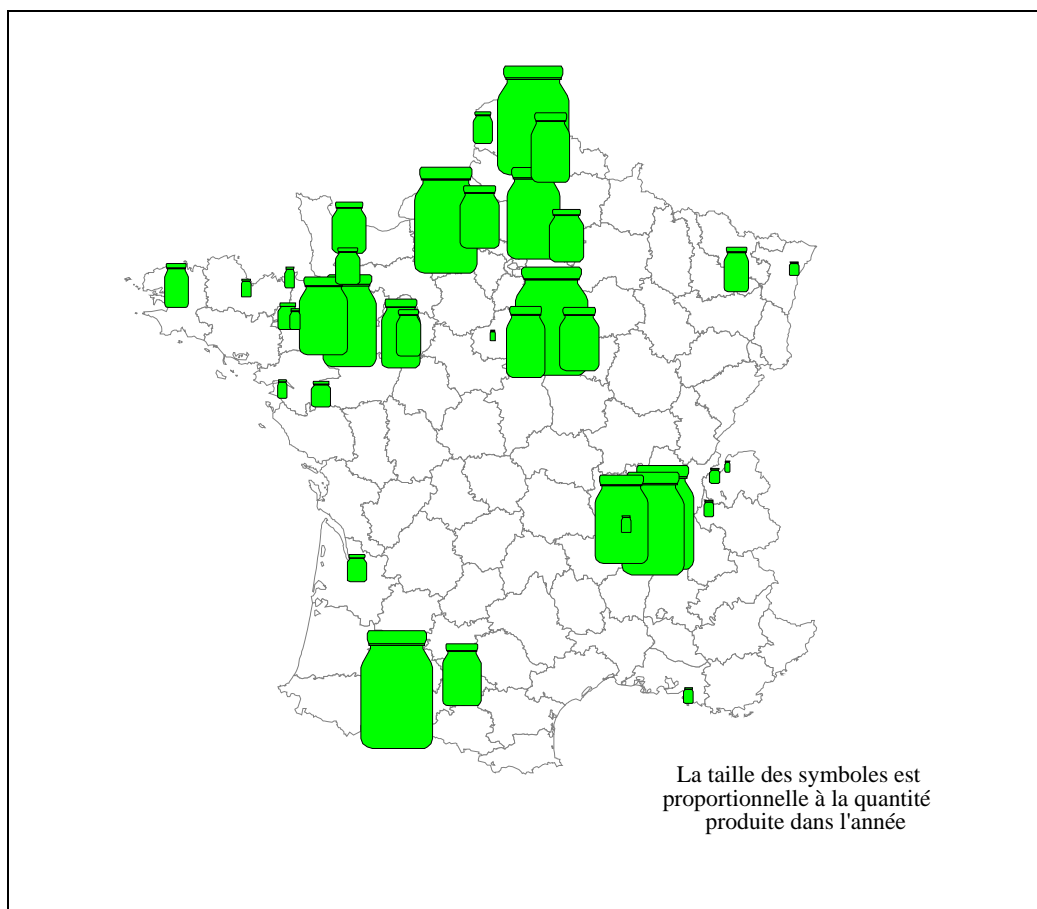 La taille des symboles est
proportionnelle à la quantité
produite dans l'année